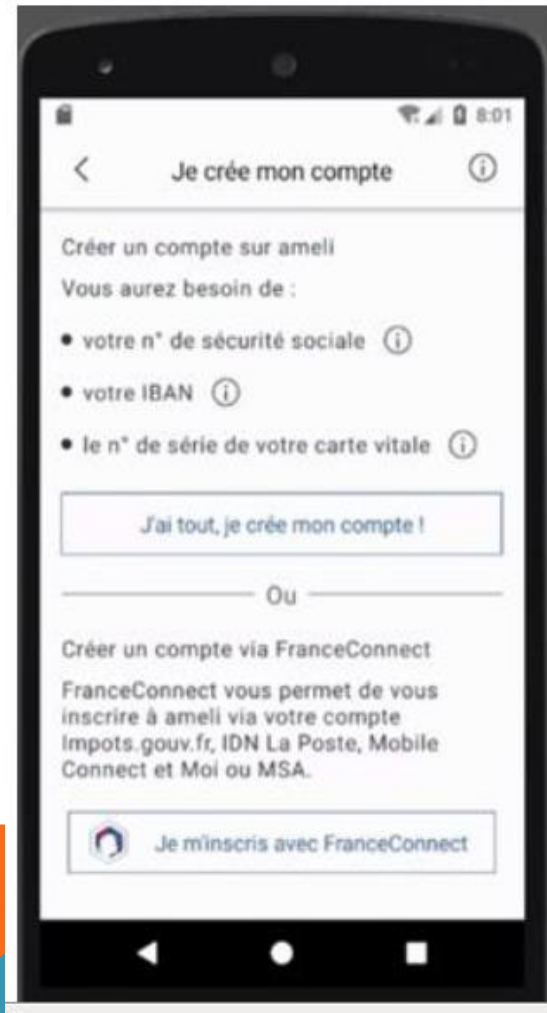 8:01
Je crée mon compte
Créer un compte sur ameli
Vous aurez besoin de :
• votre n° de sécurité sociale
• votre IBAN
• le n° de série de votre carte vitale
J'ai tout, je crée mon compte !
Ou
Créer un compte via FranceConnect
FranceConnect vous permet de vous
inscrire à ameli via votre compte
Impots.gouv.fr, IDN La Poste, Mobile
Connect et Moi ou MSA.
Je m'inscris avec FranceConnect